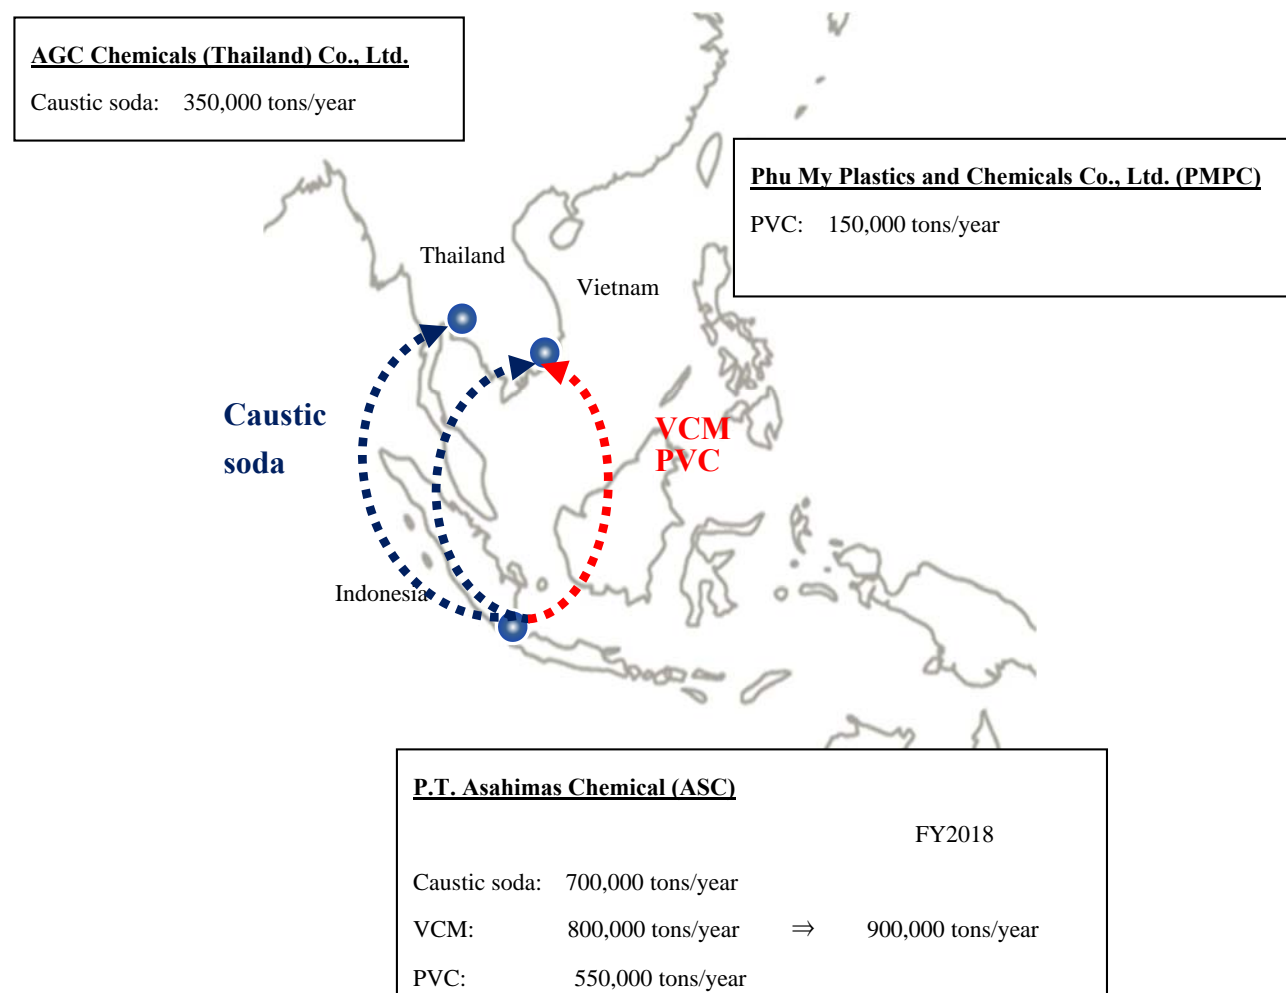 AGC Chemicals (Thailand) Co., Ltd.
Caustic soda: 350,000 tons/year
Phu My Plastics and Chemicals Co., Ltd. (PMPC)
PVC: 150,000 tons/year
Thailand
Vietnam
Caustic
soda
VCM
PVC
Indonesia
P.T. Asahimas Chemical (ASC)
FY2018
Caustic soda: 700,000 tons/year
VCM: 800,000 tons/year ⇒ 900,000 tons/year
PVC: 550,000 tons/year